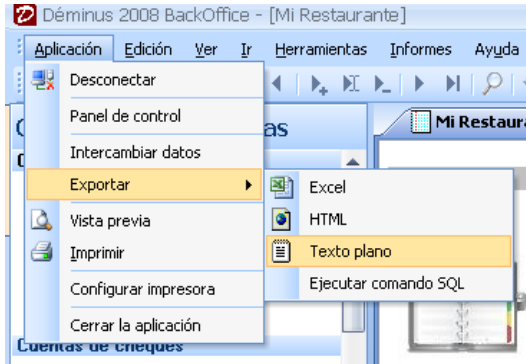 Déminus 2008 BackOffice - [Mi Restaurante]
Aplicación Edición Ver Ir Herramientas Informes Ayuda
Desconectar
Panel de control
as
Mi Restaura
Intercambiar datos
Exportar
Excel
Vista previa
HTML
Imprimir
Texto plano
Configurar impresora
Ejecutar comando SQL
Cerrar la aplicación
Cuentas de cheques